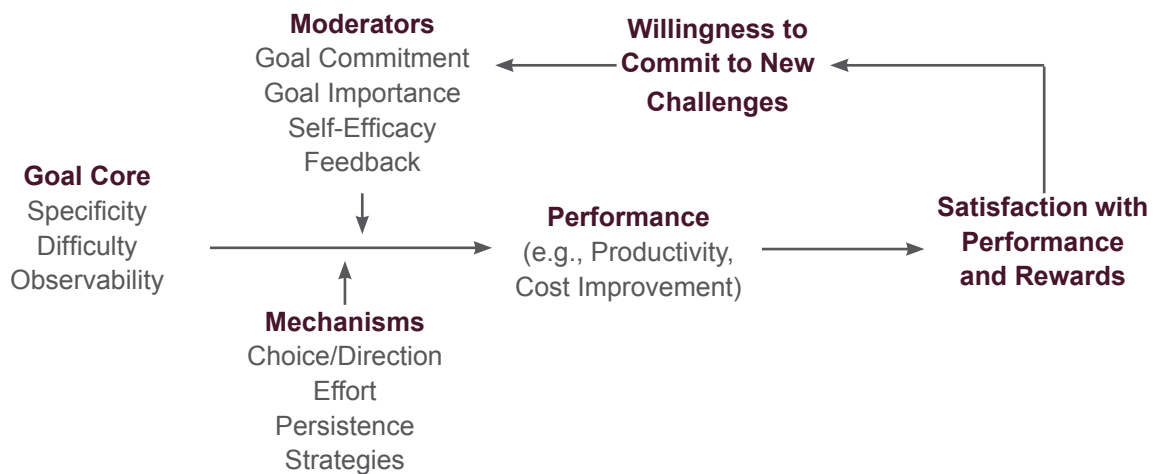 Moderators
Goal Commitment
Goal Importance
Self-Efficacy
Feedback
Willingness to
Commit to New
Challenges
Goal Core
Specificity
Difficulty
Observability
Performance
(e.g., Productivity,
Cost Improvement)
Satisfaction with
Performance
and Rewards
Mechanisms
Choice/Direction
Effort
Persistence
Strategies